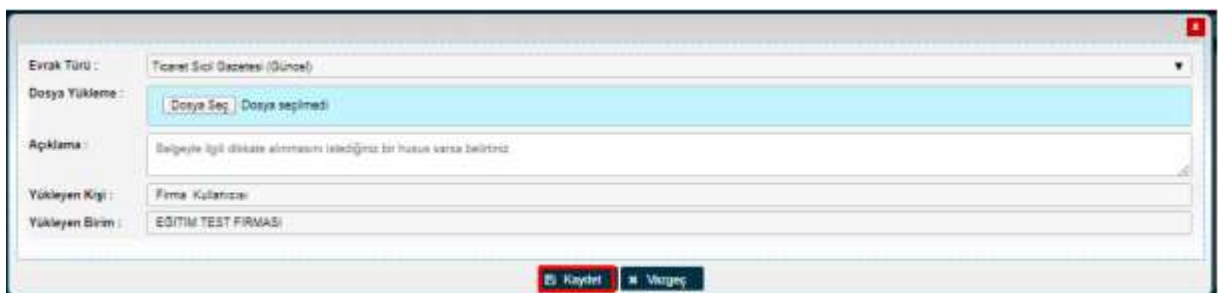 Evrak Türü : Ticaret Sicil Gazetesi (Güncel)
Dosya Yükleme : Dosya Seç Dosya seçilmedi
Açıklama : Belgeyle ilgili dikkate alınmasını istediğiniz bir husus varsa belirtiniz
Yükleyen Kişi : Firma Kullanıcısı
Yükleyen Birim : EĞİTİM TEST FİRMASI
Kaydet Vazgeç